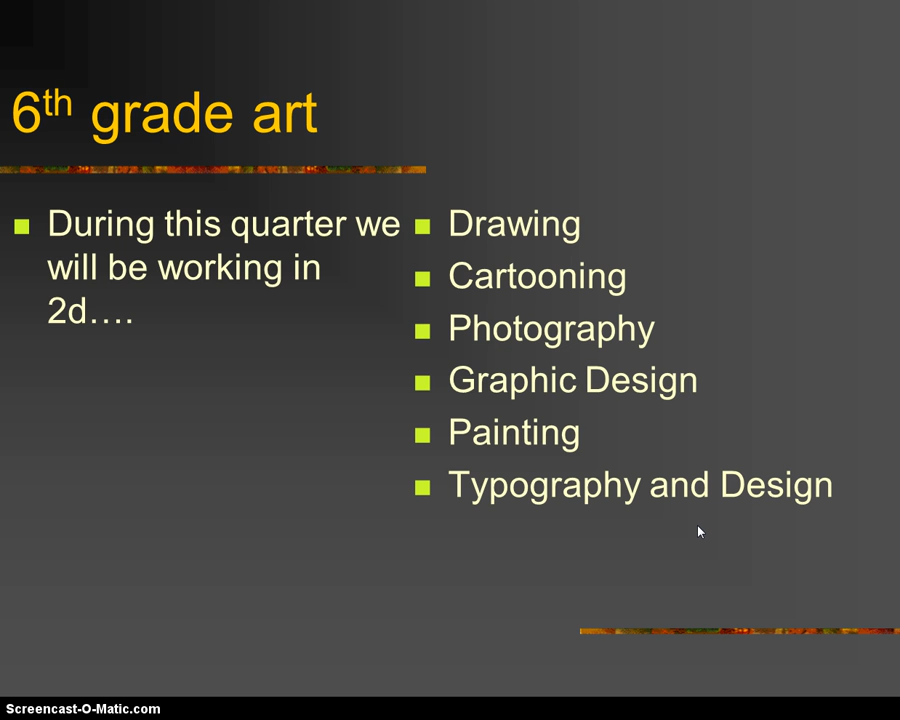 6th grade art
During this quarter we
will be working in
2d….
Drawing
Cartooning
Photography
Graphic Design
Painting
Typography and Design
Screencast-O-Matic.com